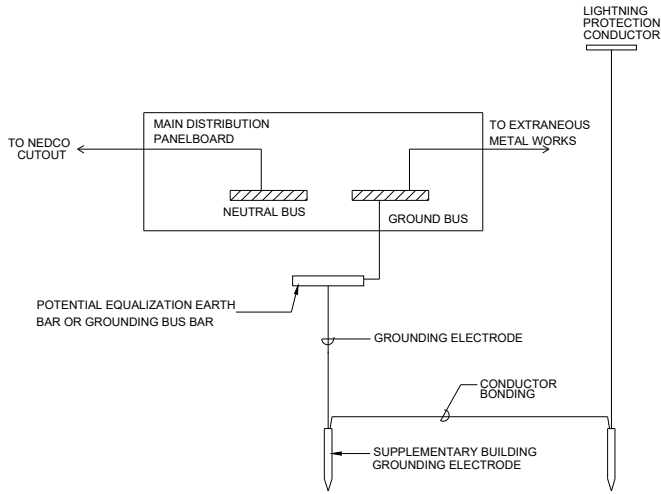 LIGHTNING
PROTECTION
CONDUCTOR
MAIN DISTRIBUTION
PANELBOARD
TO EXTRANEOUS
METAL WORKS
TO NEDCO
CUTOUT
NEUTRAL BUS
GROUND BUS
POTENTIAL EQUALIZATION EARTH
BAR OR GROUNDING BUS BAR
GROUNDING ELECTRODE
CONDUCTOR
BONDING
SUPPLEMENTARY BUILDING
GROUNDING ELECTRODE